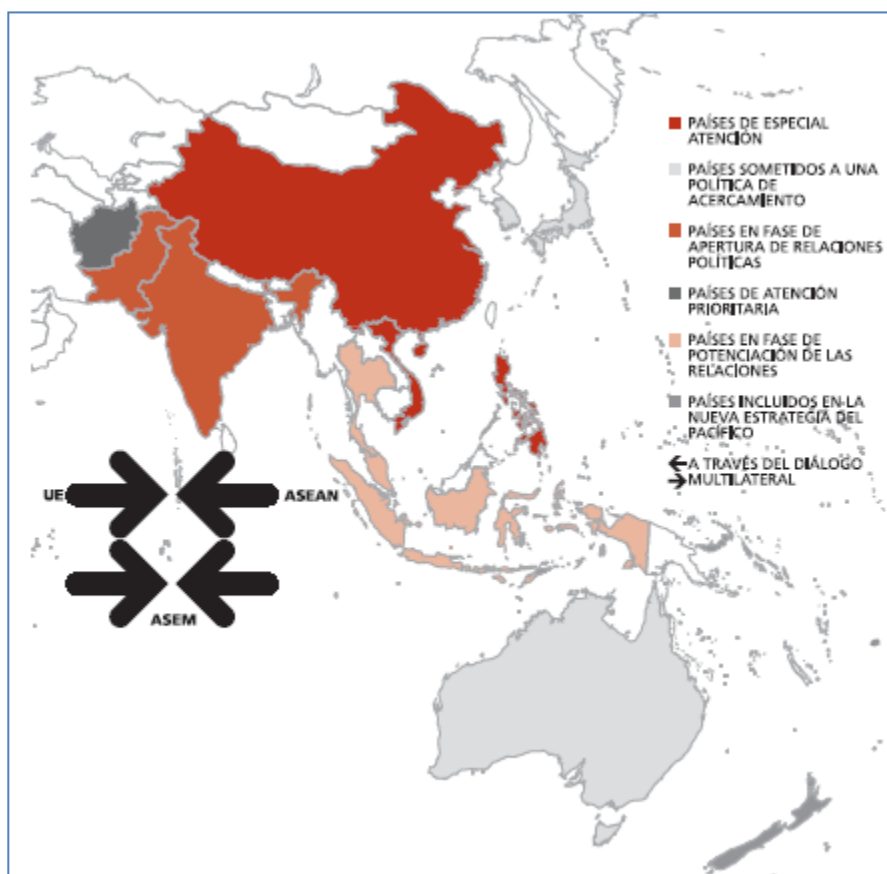 PAÍSES DE ESPECIAL
ATENCIÓN
PAÍSES SOMETIDOS A UNA
POLÍTICA DE
ACERCAMIENTO
PAÍSES EN FASE DE
APERTURA DE RELACIONES
POLÍTICAS
PAÍSES DE ATENCIÓN
PRIORITARIA
PAÍSES EN FASE DE
POTENCIACIÓN DE LAS
RELACIONES
PAÍSES INCLUIDOS EN LA
NUEVA ESTRATEGIA DEL
PACÍFICO
A TRAVÉS DEL DIÁLOGO
MULTILATERAL
UE
ASEAN
ASEM